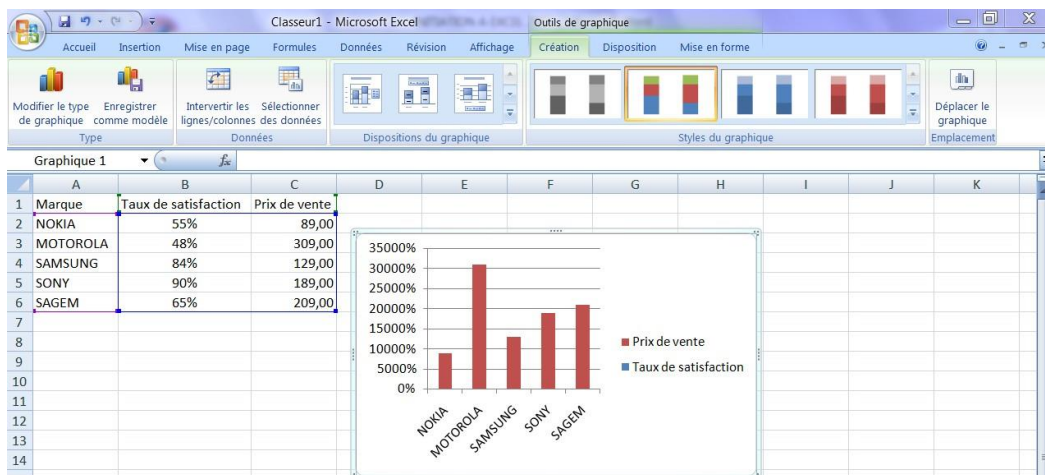 Classeur1 - Microsoft Excel
Outils de graphique
Accueil Insertion Mise en page Formules Données Révision Affichage Création Disposition Mise en forme
Modifier le type de graphique
Enregistrer comme modèle
Intervertir les lignes/colonnes
Sélectionner des données
Déplacer le graphique
Type Données Dispositions du graphique Styles du graphique Emplacement
Graphique 1 fx
A B C D E F G H I J K
1 Marque Taux de satisfaction Prix de vente
2 NOKIA 55% 89,00
3 MOTOROLA 48% 309,00
4 SAMSUNG 84% 129,00
5 SONY 90% 189,00
6 SAGEM 65% 209,00
7
8
9
10
11
12
13
14
35000%
30000%
25000%
20000%
15000%
10000%
5000%
0%
NOKIA MOTOROLA SAMSUNG SONY SAGEM
Prix de vente
Taux de satisfaction